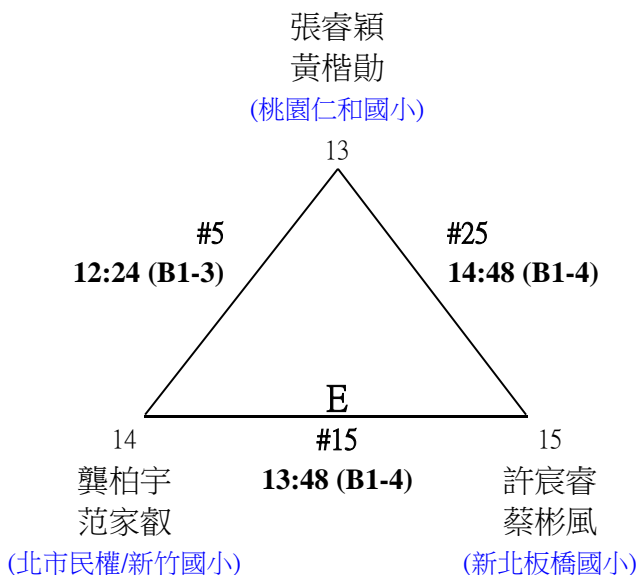 張睿穎
黃楷勛
(桃園仁和國小)
13
#5
12:24 (B1-3)
#25
14:48 (B1-4)
E
14
#15
15
龔柏宇
13:48 (B1-4)
許宸睿
范家叡
蔡彬風
(北市民權/新竹國小)
(新北板橋國小)